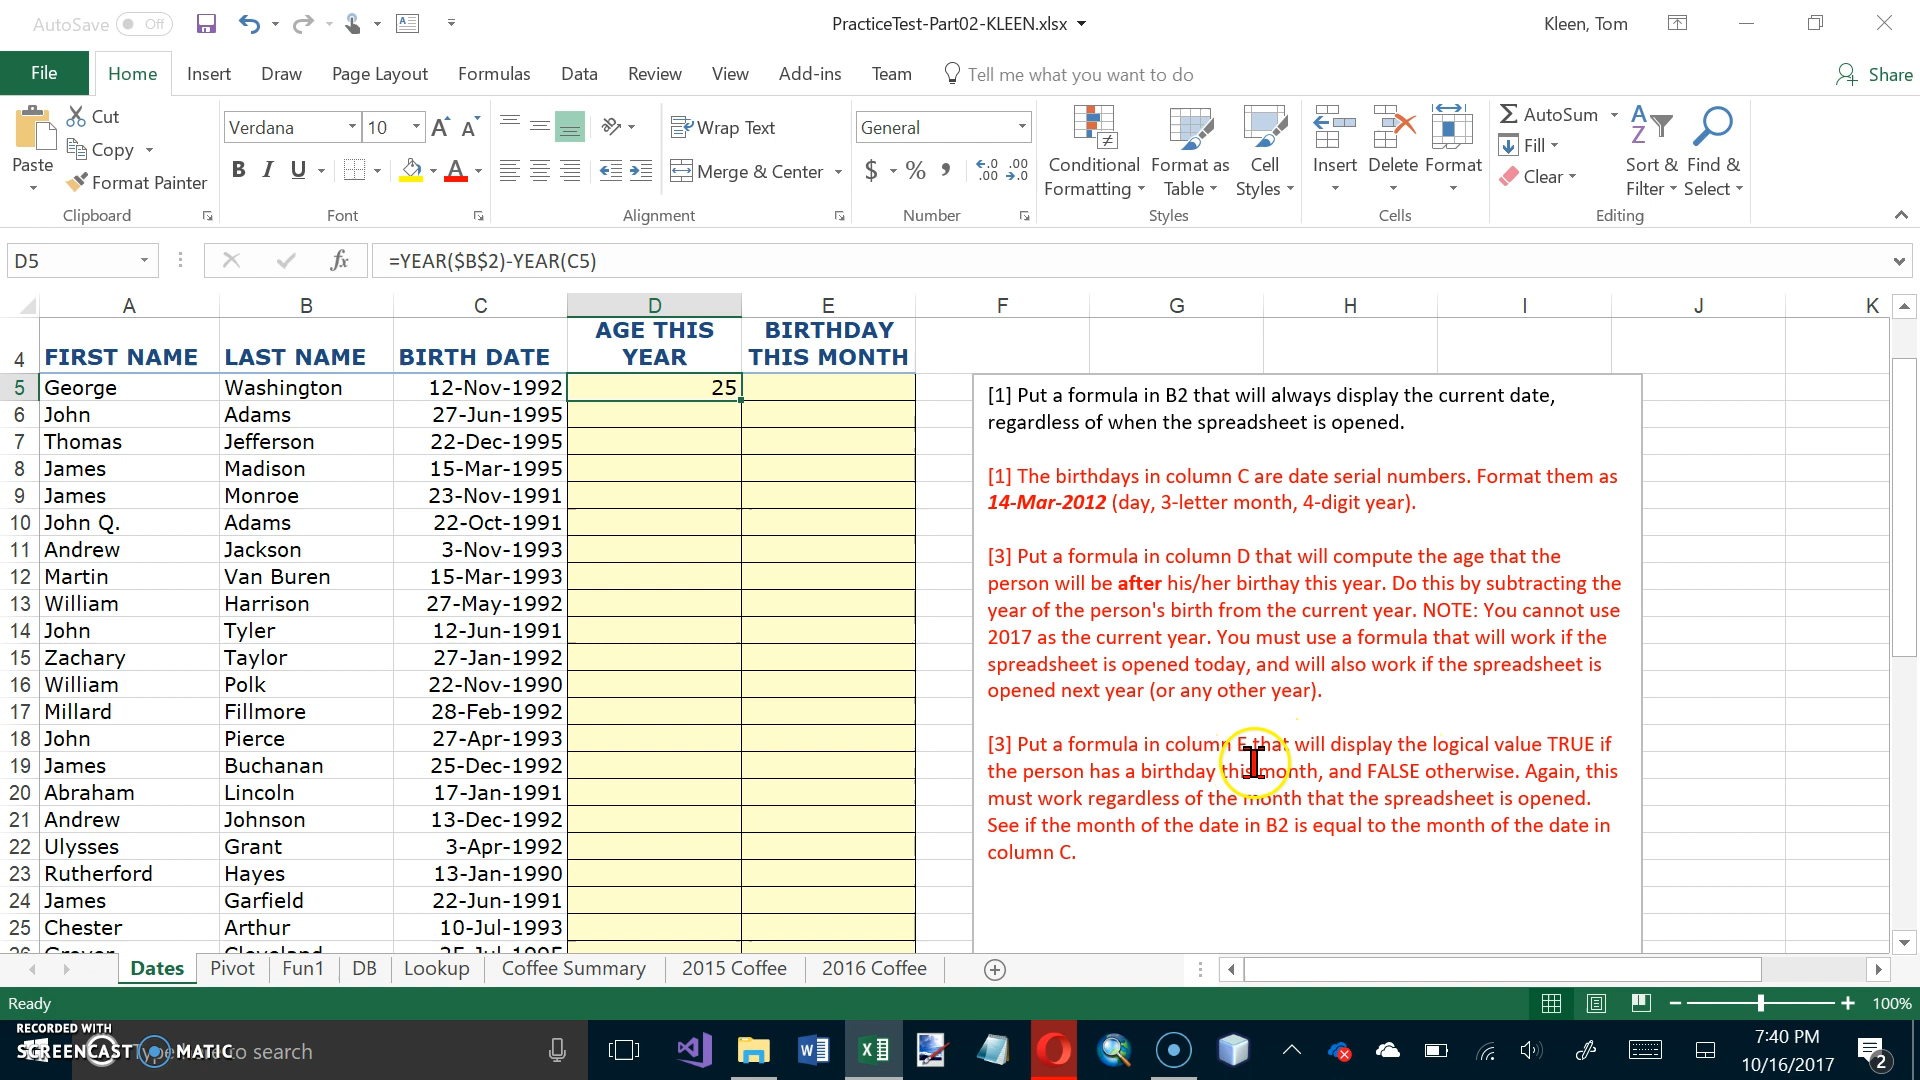 AutoSave Off
PracticeTest-Part02-KLEEN.xlsx
Kleen, Tom
File Home Insert Draw Page Layout Formulas Data Review View Add-ins Team Tell me what you want to do Share
Paste
Cut
Copy
Format Painter
Clipboard
Verdana 10
B I U
Font
Wrap Text
Merge & Center
Alignment
General
$ % ,
Number
Conditional Formatting
Format as Table
Cell Styles
Styles
Insert Delete Format
Cells
AutoSum
Fill
Clear
Sort & Filter
Find & Select
Editing
D5 fx =YEAR($B$2)-YEAR(C5)
A B C D E F G H I J K
4 FIRST NAME LAST NAME BIRTH DATE AGE THIS YEAR BIRTHDAY THIS MONTH
5 George Washington 12-Nov-1992 25
6 John Adams 27-Jun-1995
7 Thomas Jefferson 22-Dec-1995
8 James Madison 15-Mar-1995
9 James Monroe 23-Nov-1991
10 John Q. Adams 22-Oct-1991
11 Andrew Jackson 3-Nov-1993
12 Martin Van Buren 15-Mar-1993
13 William Harrison 27-May-1992
14 John Tyler 12-Jun-1991
15 Zachary Taylor 27-Jan-1992
16 William Polk 22-Nov-1990
17 Millard Fillmore 28-Feb-1992
18 John Pierce 27-Apr-1993
19 James Buchanan 25-Dec-1992
20 Abraham Lincoln 17-Jan-1991
21 Andrew Johnson 13-Dec-1992
22 Ulysses Grant 3-Apr-1992
23 Rutherford Hayes 13-Jan-1990
24 James Garfield 22-Jun-1991
25 Chester Arthur 10-Jul-1993
[1] Put a formula in B2 that will always display the current date,
regardless of when the spreadsheet is opened.
[1] The birthdays in column C are date serial numbers. Format them as
14-Mar-2012 (day, 3-letter month, 4-digit year).
[3] Put a formula in column D that will compute the age that the
person will be after his/her birthay this year. Do this by subtracting the
year of the person's birth from the current year. NOTE: You cannot use
2017 as the current year. You must use a formula that will work if the
spreadsheet is opened today, and will also work if the spreadsheet is
opened next year (or any other year).
[3] Put a formula in column E that will display the logical value TRUE if
the person has a birthday this month, and FALSE otherwise. Again, this
must work regardless of the month that the spreadsheet is opened.
See if the month of the date in B2 is equal to the month of the date in
column C.
Dates Pivot Fun1 DB Lookup Coffee Summary 2015 Coffee 2016 Coffee
Ready
100%
RECORDED WITH
SCREENCAST MATIC
to search
7:40 PM
10/16/2017
2